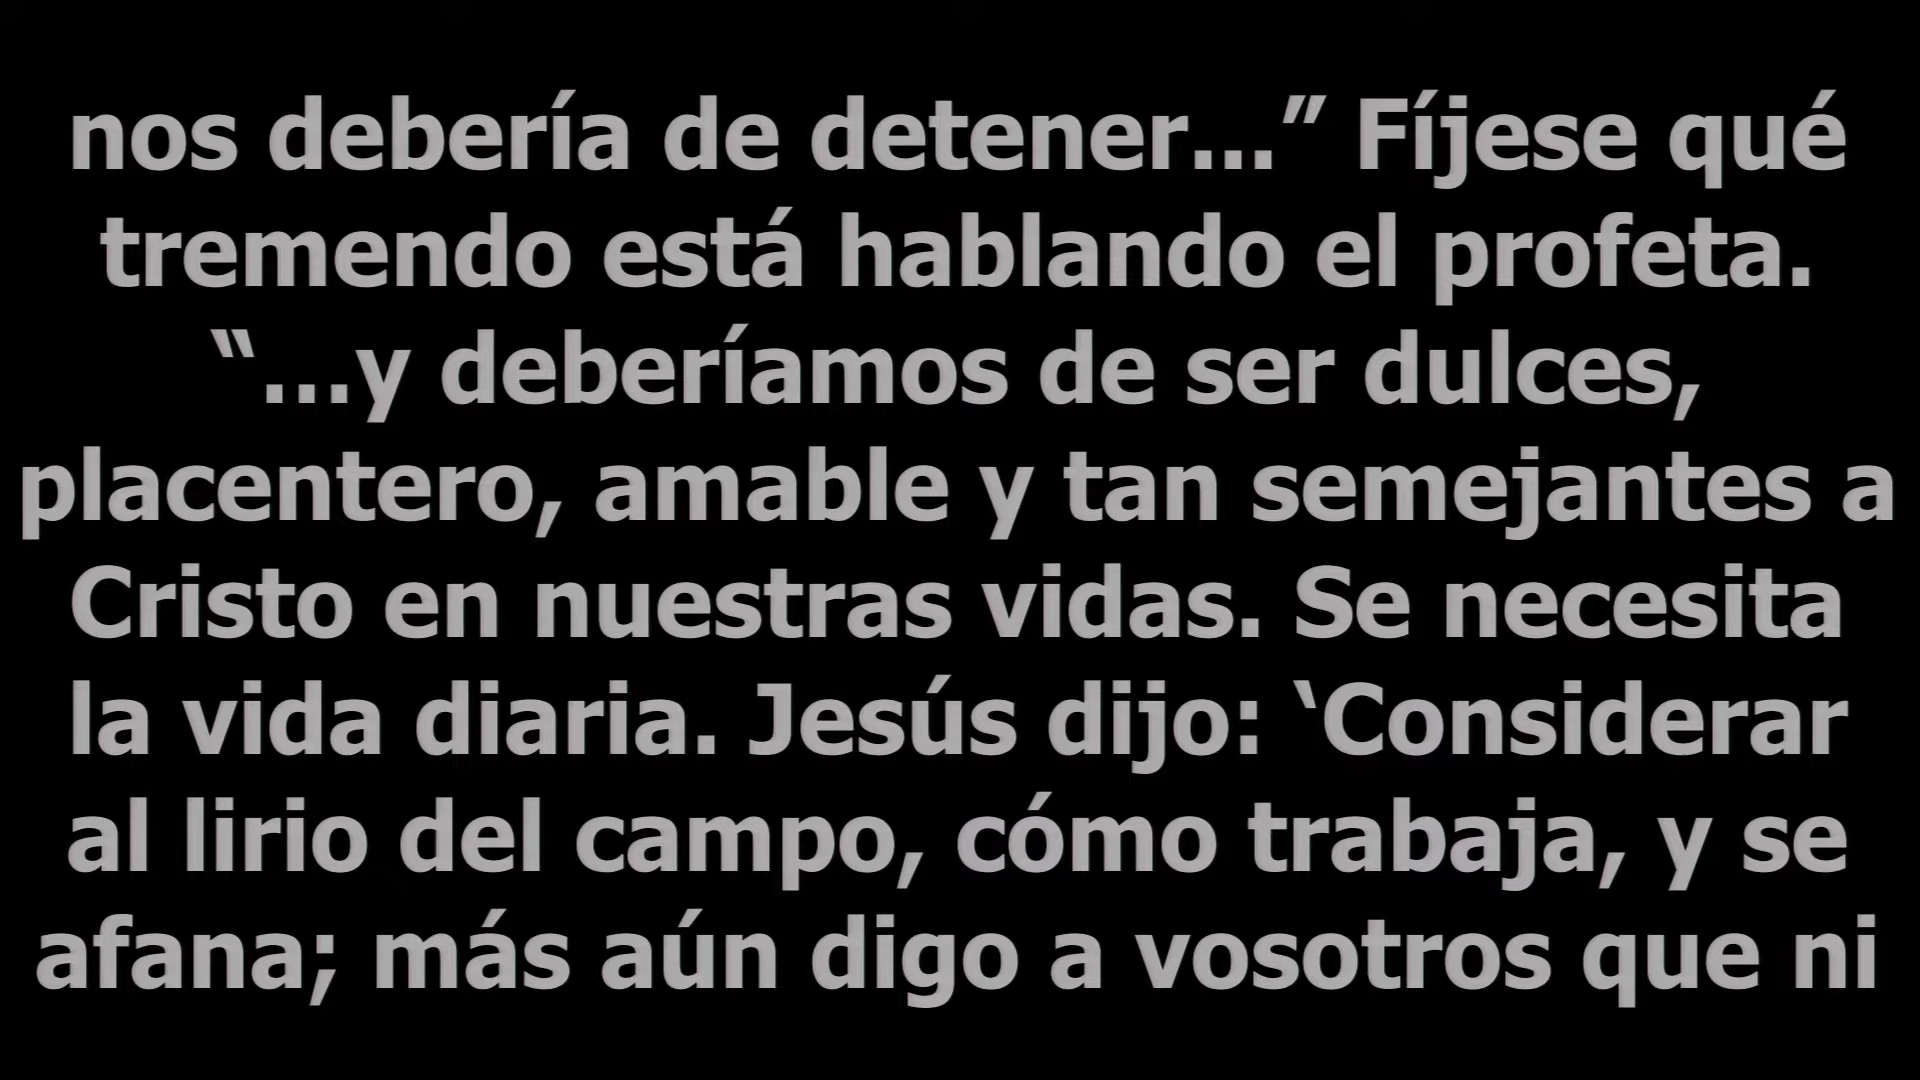 nos debería de detener...” Fíjese qué
tremendo está hablando el profeta.
“...y deberíamos de ser dulces,
placentero, amable y tan semejantes a
Cristo en nuestras vidas. Se necesita
la vida diaria. Jesús dijo: ‘Considerar
al lirio del campo, cómo trabaja, y se
afana; más aún digo a vosotros que ni